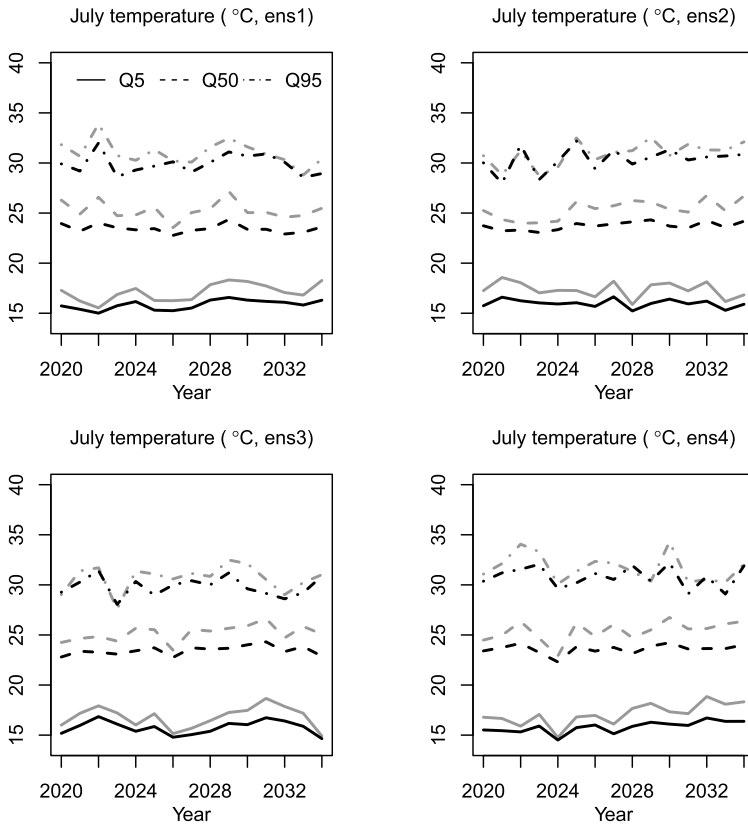 July temperature ( °C, ens1)
40
35
30
25
20
15
Q5 Q50 Q95
2020 2024 2028 2032
Year
July temperature ( °C, ens2)
40
35
30
25
20
15
2020 2024 2028 2032
Year
July temperature ( °C, ens3)
40
35
30
25
20
15
2020 2024 2028 2032
Year
July temperature ( °C, ens4)
40
35
30
25
20
15
2020 2024 2028 2032
Year